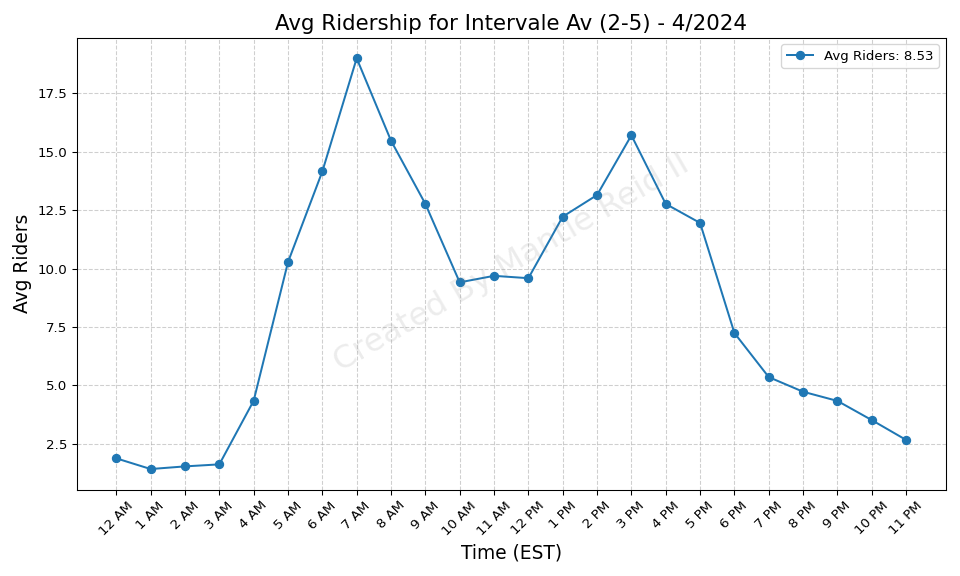 Avg Ridership for Intervale Av (2-5) - 4/2024
Avg Riders: 8.53
Avg Riders
17.5
15.0
12.5
10.0
7.5
5.0
2.5
Created By Mantle Reid II
12 AM 1 AM 2 AM 3 AM 4 AM 5 AM 6 AM 7 AM 8 AM 9 AM 10 AM 11 AM 12 PM 1 PM 2 PM 3 PM 4 PM 5 PM 6 PM 7 PM 8 PM 9 PM 10 PM 11 PM
Time (EST)